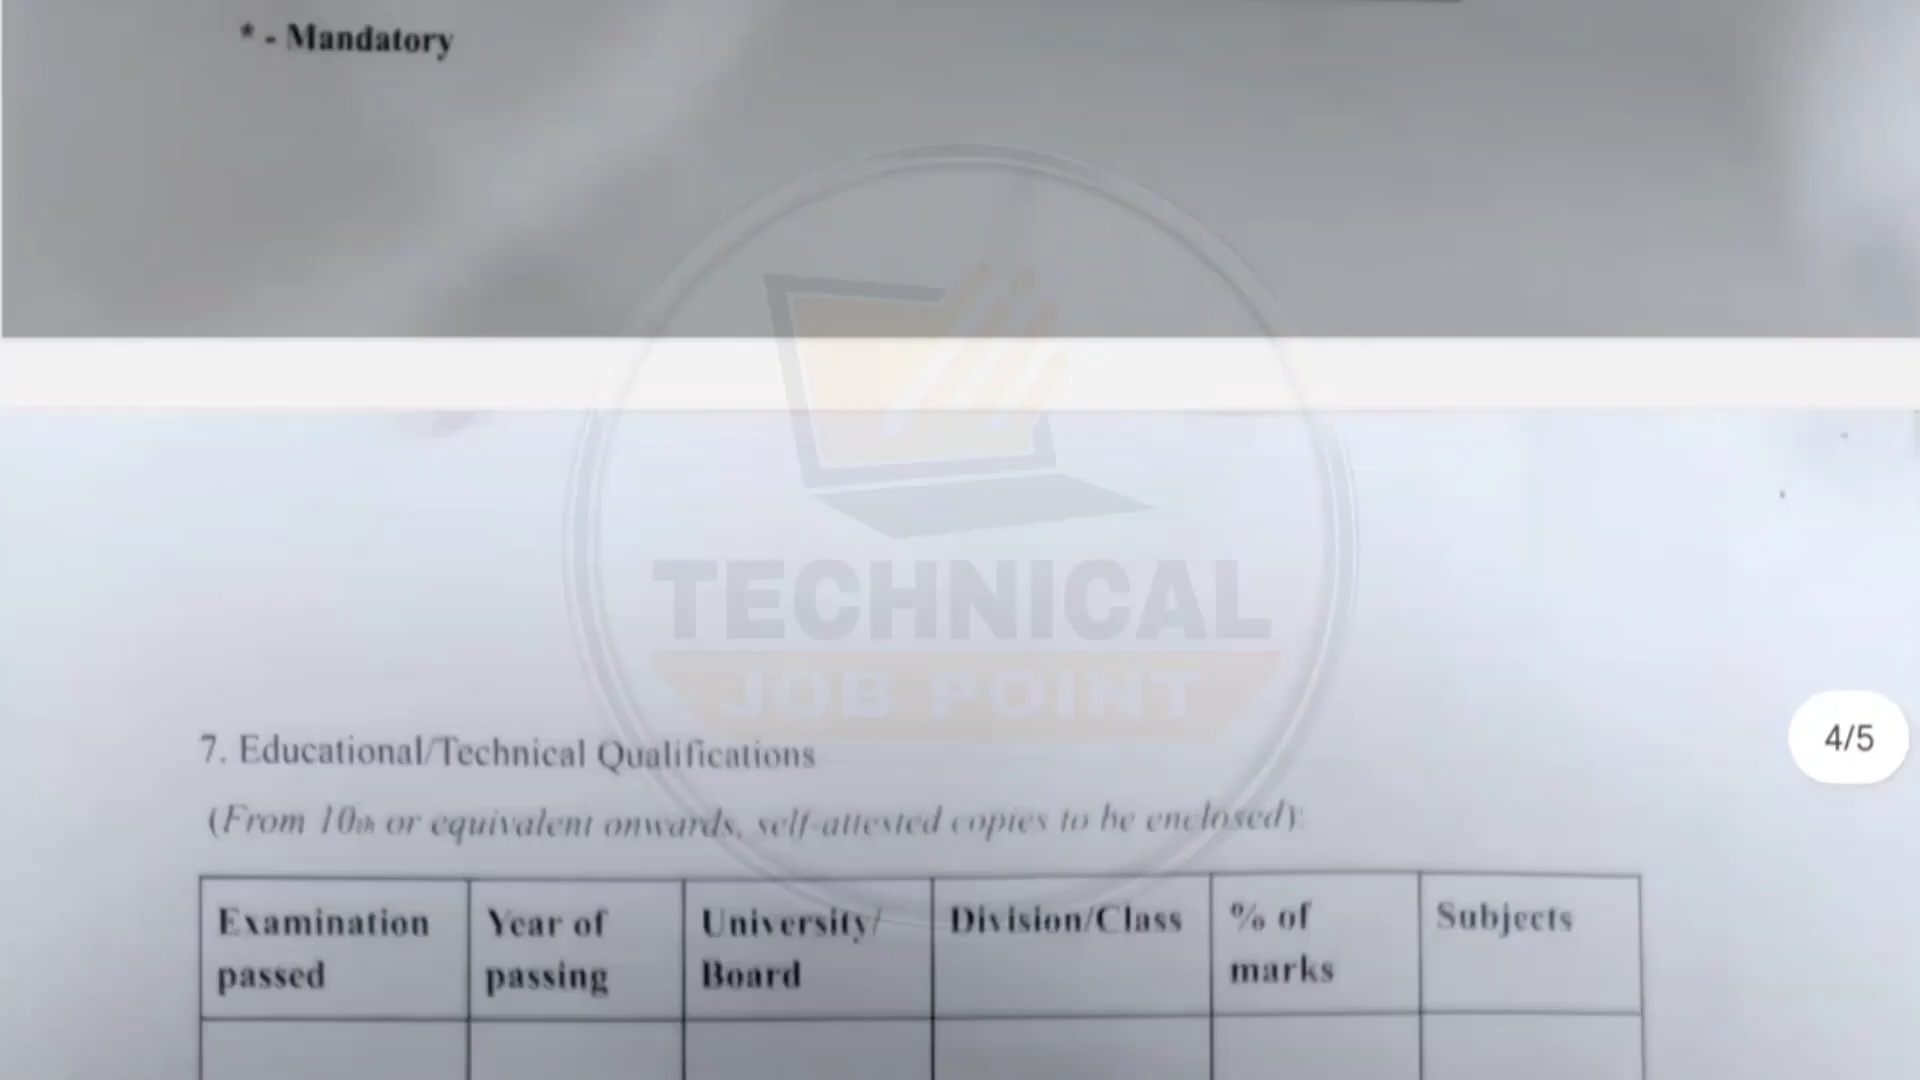 * - Mandatory
TECHNICAL
JOB POINT
7. Educational/Technical Qualifications
4/5
(From 10th or equivalent onwards, self-attested copies to be enclosed):
Examination passed
Year of passing
University/ Board
Division/Class
% of marks
Subjects